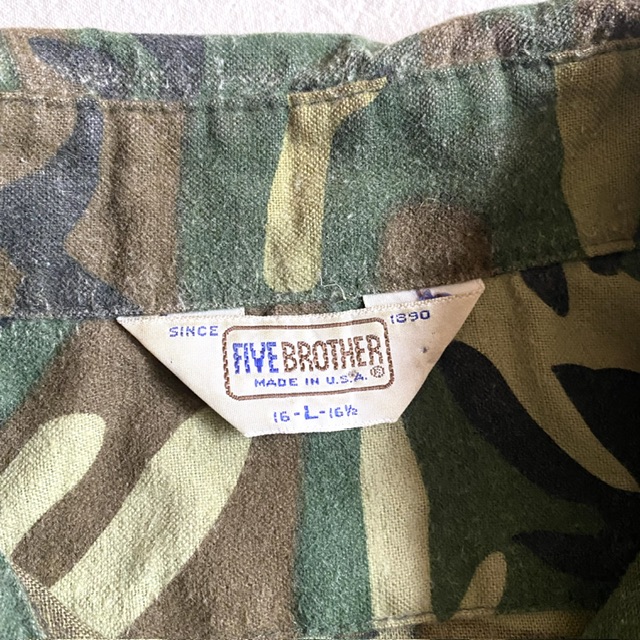 SINCE 1890
FIVE BROTHER ®
MADE IN U.S.A.
16-L-16½